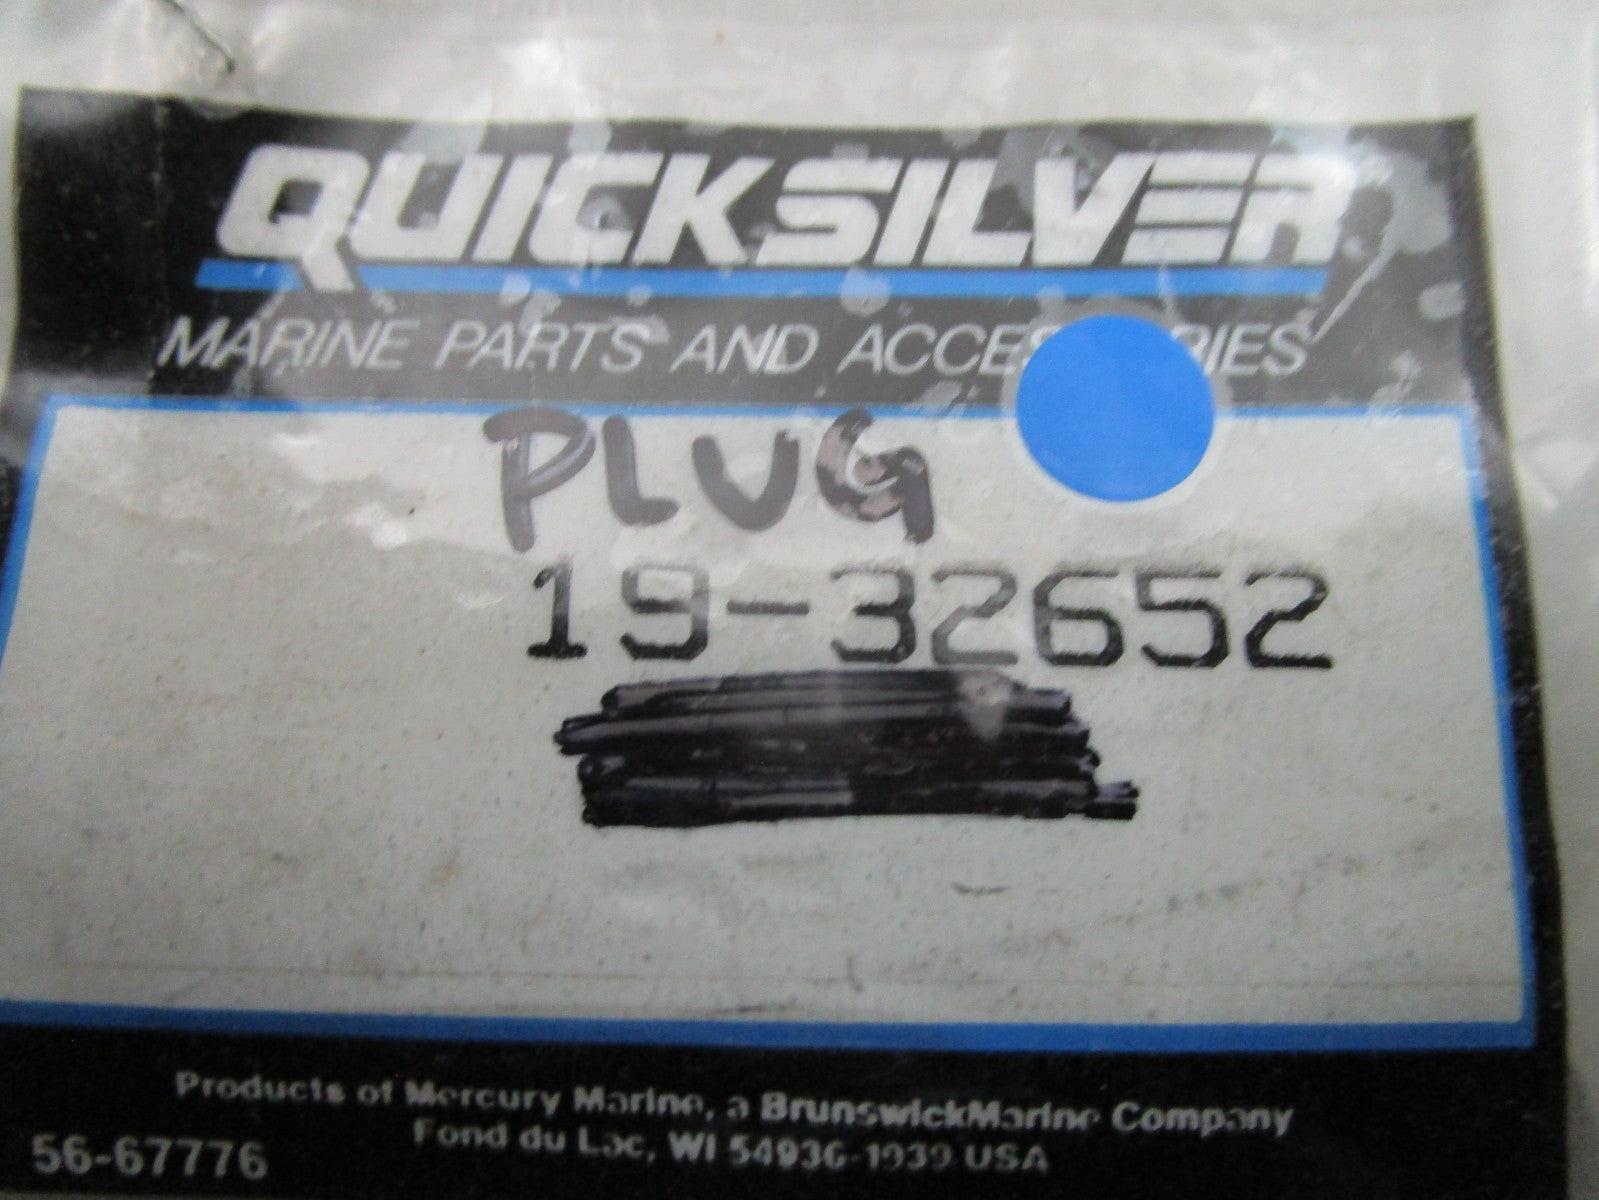 QUICKSILVER
MARINE PARTS AND ACCESSORIES
PLUG
19-32652
Products of Mercury Marine, a BrunswickMarine Company
Fond du Lac, WI 54936-1939 USA
56-67776